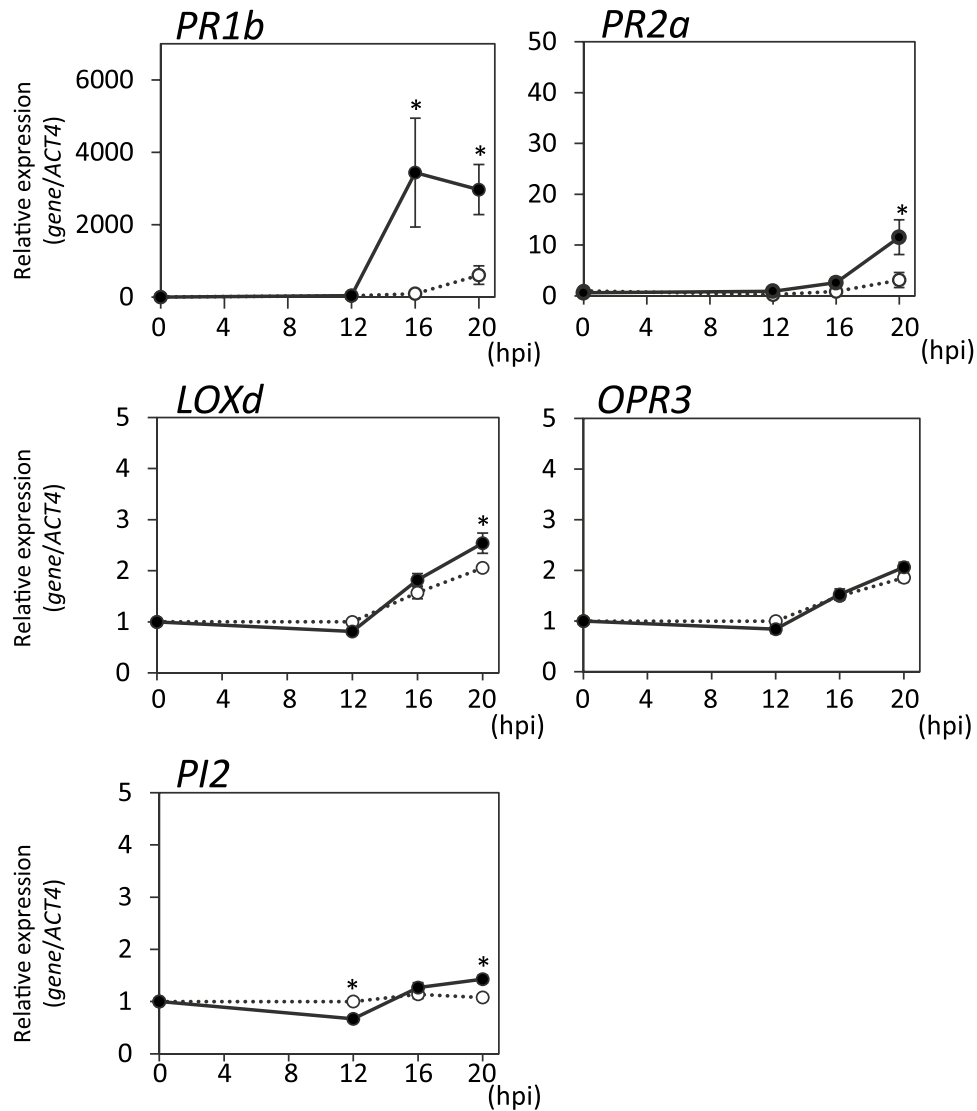 PR1b
PR2a
Relative expression
(gene/ACT4)
6000
4000
2000
0
*
*
0 4 8 12 16 20
(hpi)
50
40
30
20
10
0
*
0 4 8 12 16 20
(hpi)
LOXd
OPR3
Relative expression
(gene/ACT4)
5
4
3
2
1
0
*
0 4 8 12 16 20
(hpi)
5
4
3
2
1
0
0 4 8 12 16 20
(hpi)
PI2
Relative expression
(gene/ACT4)
5
4
3
2
1
0
*
*
0 4 8 12 16 20
(hpi)